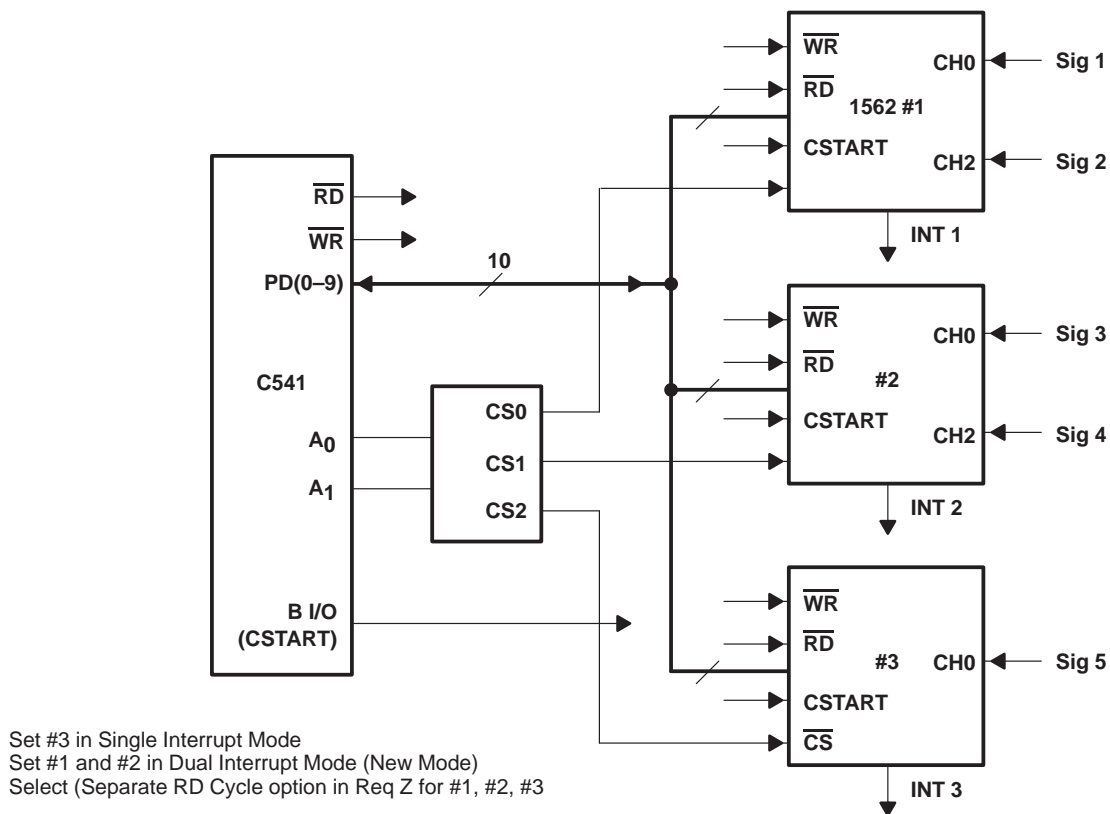 WR
RD
1562 #1
CSTART
CH0
CH2
Sig 1
Sig 2
INT 1
RD
WR
PD(0–9)
10
C541
A0
A1
B I/O
(CSTART)
CS0
CS1
CS2
WR
RD
#2
CSTART
CH0
CH2
Sig 3
Sig 4
INT 2
WR
RD
#3
CSTART
CS
CH0
Sig 5
INT 3
Set #3 in Single Interrupt Mode
Set #1 and #2 in Dual Interrupt Mode (New Mode)
Select (Separate RD Cycle option in Req Z for #1, #2, #3